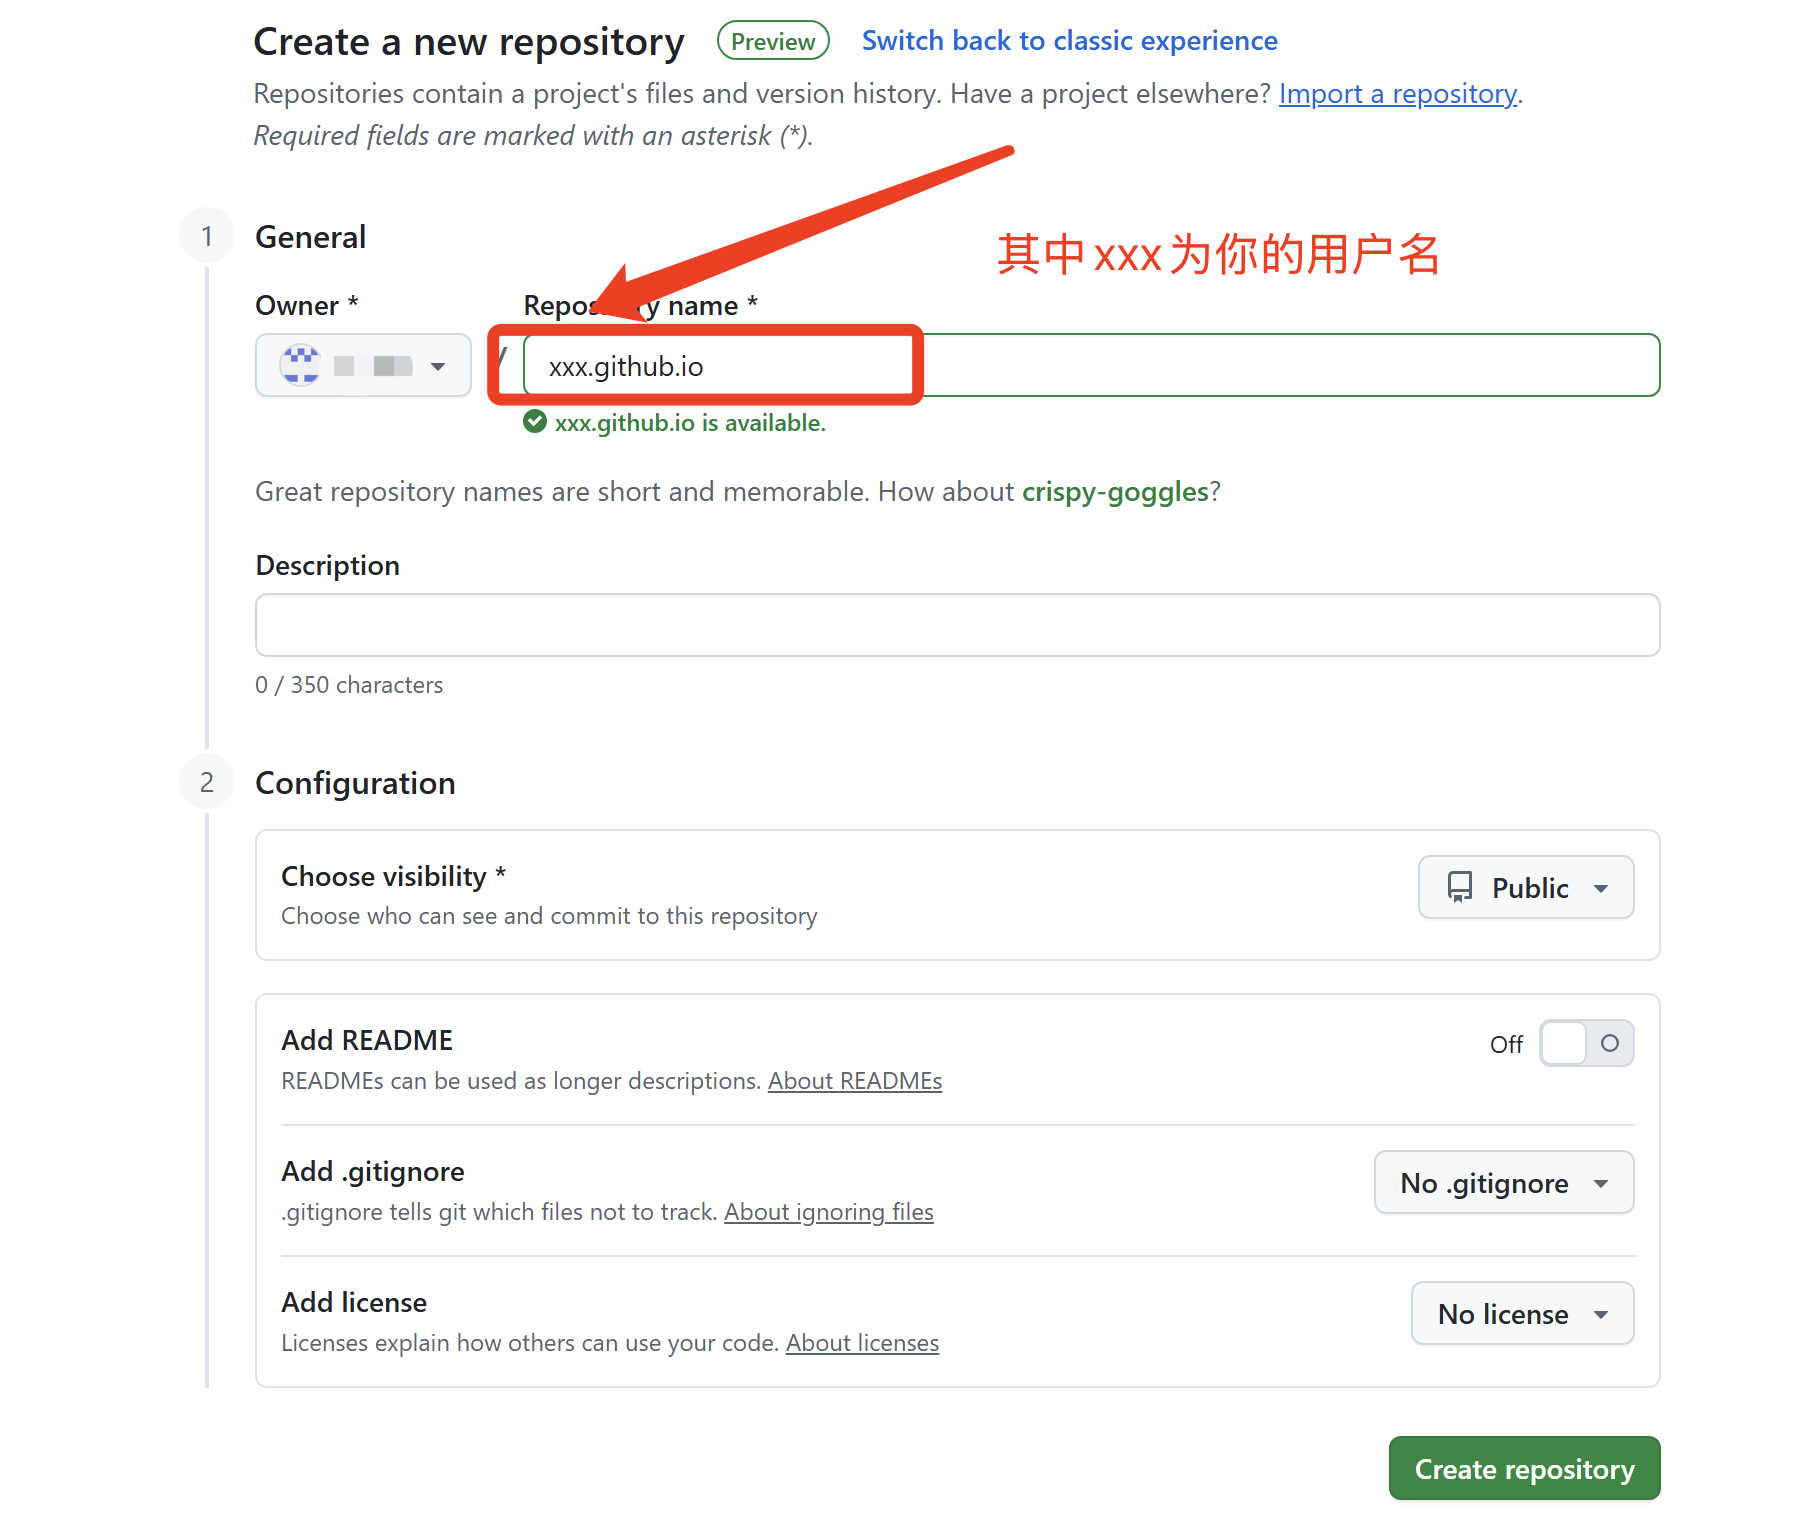 Create a new repository Preview Switch back to classic experience
Repositories contain a project's files and version history. Have a project elsewhere? Import a repository.
Required fields are marked with an asterisk (*).
1 General
其中xxx为你的用户名
Owner * Repository name *
/ xxx.github.io
xxx.github.io is available.
Great repository names are short and memorable. How about crispy-goggles?
Description
0 / 350 characters
2 Configuration
Choose visibility *
Choose who can see and commit to this repository
Public
Add README
READMEs can be used as longer descriptions. About READMEs
Off
Add .gitignore
.gitignore tells git which files not to track. About ignoring files
No .gitignore
Add license
Licenses explain how others can use your code. About licenses
No license
Create repository